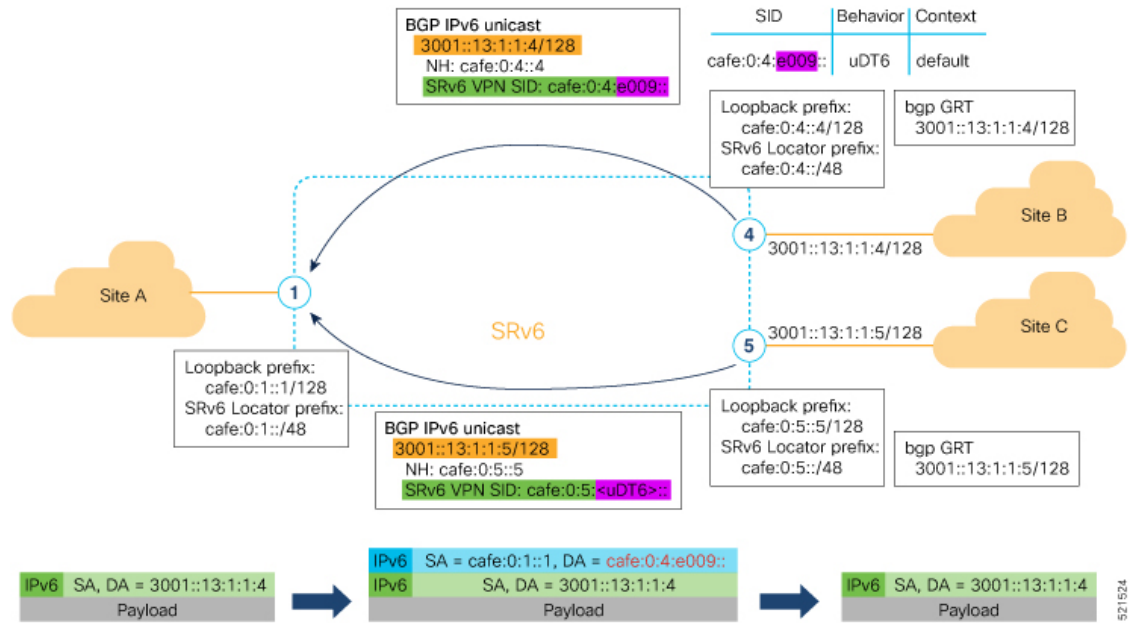 BGP IPv6 unicast
3001::13:1:1:4/128
NH: cafe:0:4::4
SRv6 VPN SID: cafe:0:4:e009::
SID Behavior Context
cafe:0:4:e009:: uDT6 default
Loopback prefix:
cafe:0:4::4/128
SRv6 Locator prefix:
cafe:0:4::/48
bgp GRT
3001::13:1:1:4/128
Site B
4
3001::13:1:1:4/128
Site A
1
SRv6
3001::13:1:1:5/128
Site C
5
Loopback prefix:
cafe:0:1::1/128
SRv6 Locator prefix:
cafe:0:1::/48
BGP IPv6 unicast
3001::13:1:1:5/128
NH: cafe:0:5::5
SRv6 VPN SID: cafe:0:5:<uDT6>::
Loopback prefix:
cafe:0:5::5/128
SRv6 Locator prefix:
cafe:0:5::/48
bgp GRT
3001::13:1:1:5/128
IPv6 SA, DA = 3001::13:1:1:4
Payload
IPv6 SA = cafe:0:1::1, DA = cafe:0:4:e009::
IPv6 SA, DA = 3001::13:1:1:4
Payload
IPv6 SA, DA = 3001::13:1:1:4
Payload
521524